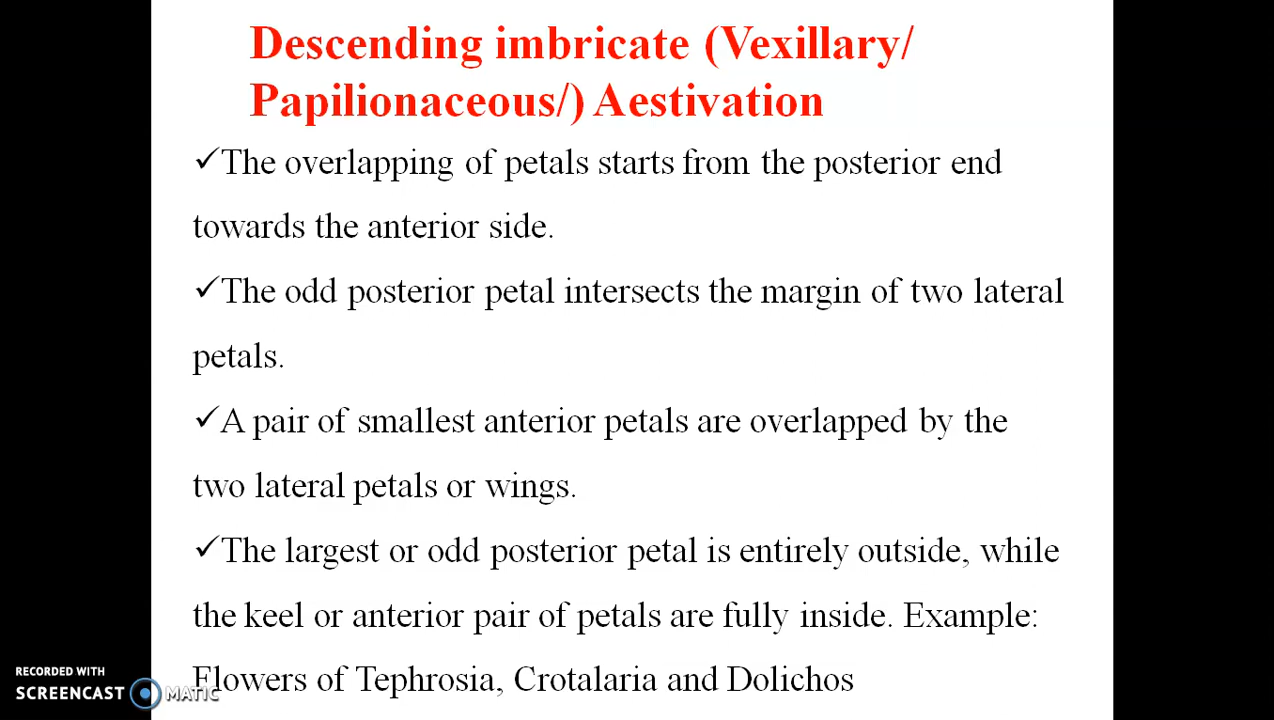 Descending imbricate (Vexillary/
Papilionaceous/) Aestivation
✓The overlapping of petals starts from the posterior end
towards the anterior side.
✓The odd posterior petal intersects the margin of two lateral
petals.
✓A pair of smallest anterior petals are overlapped by the
two lateral petals or wings.
✓The largest or odd posterior petal is entirely outside, while
the keel or anterior pair of petals are fully inside. Example:
Flowers of Tephrosia, Crotalaria and Dolichos
RECORDED WITH
SCREENCAST MATIC